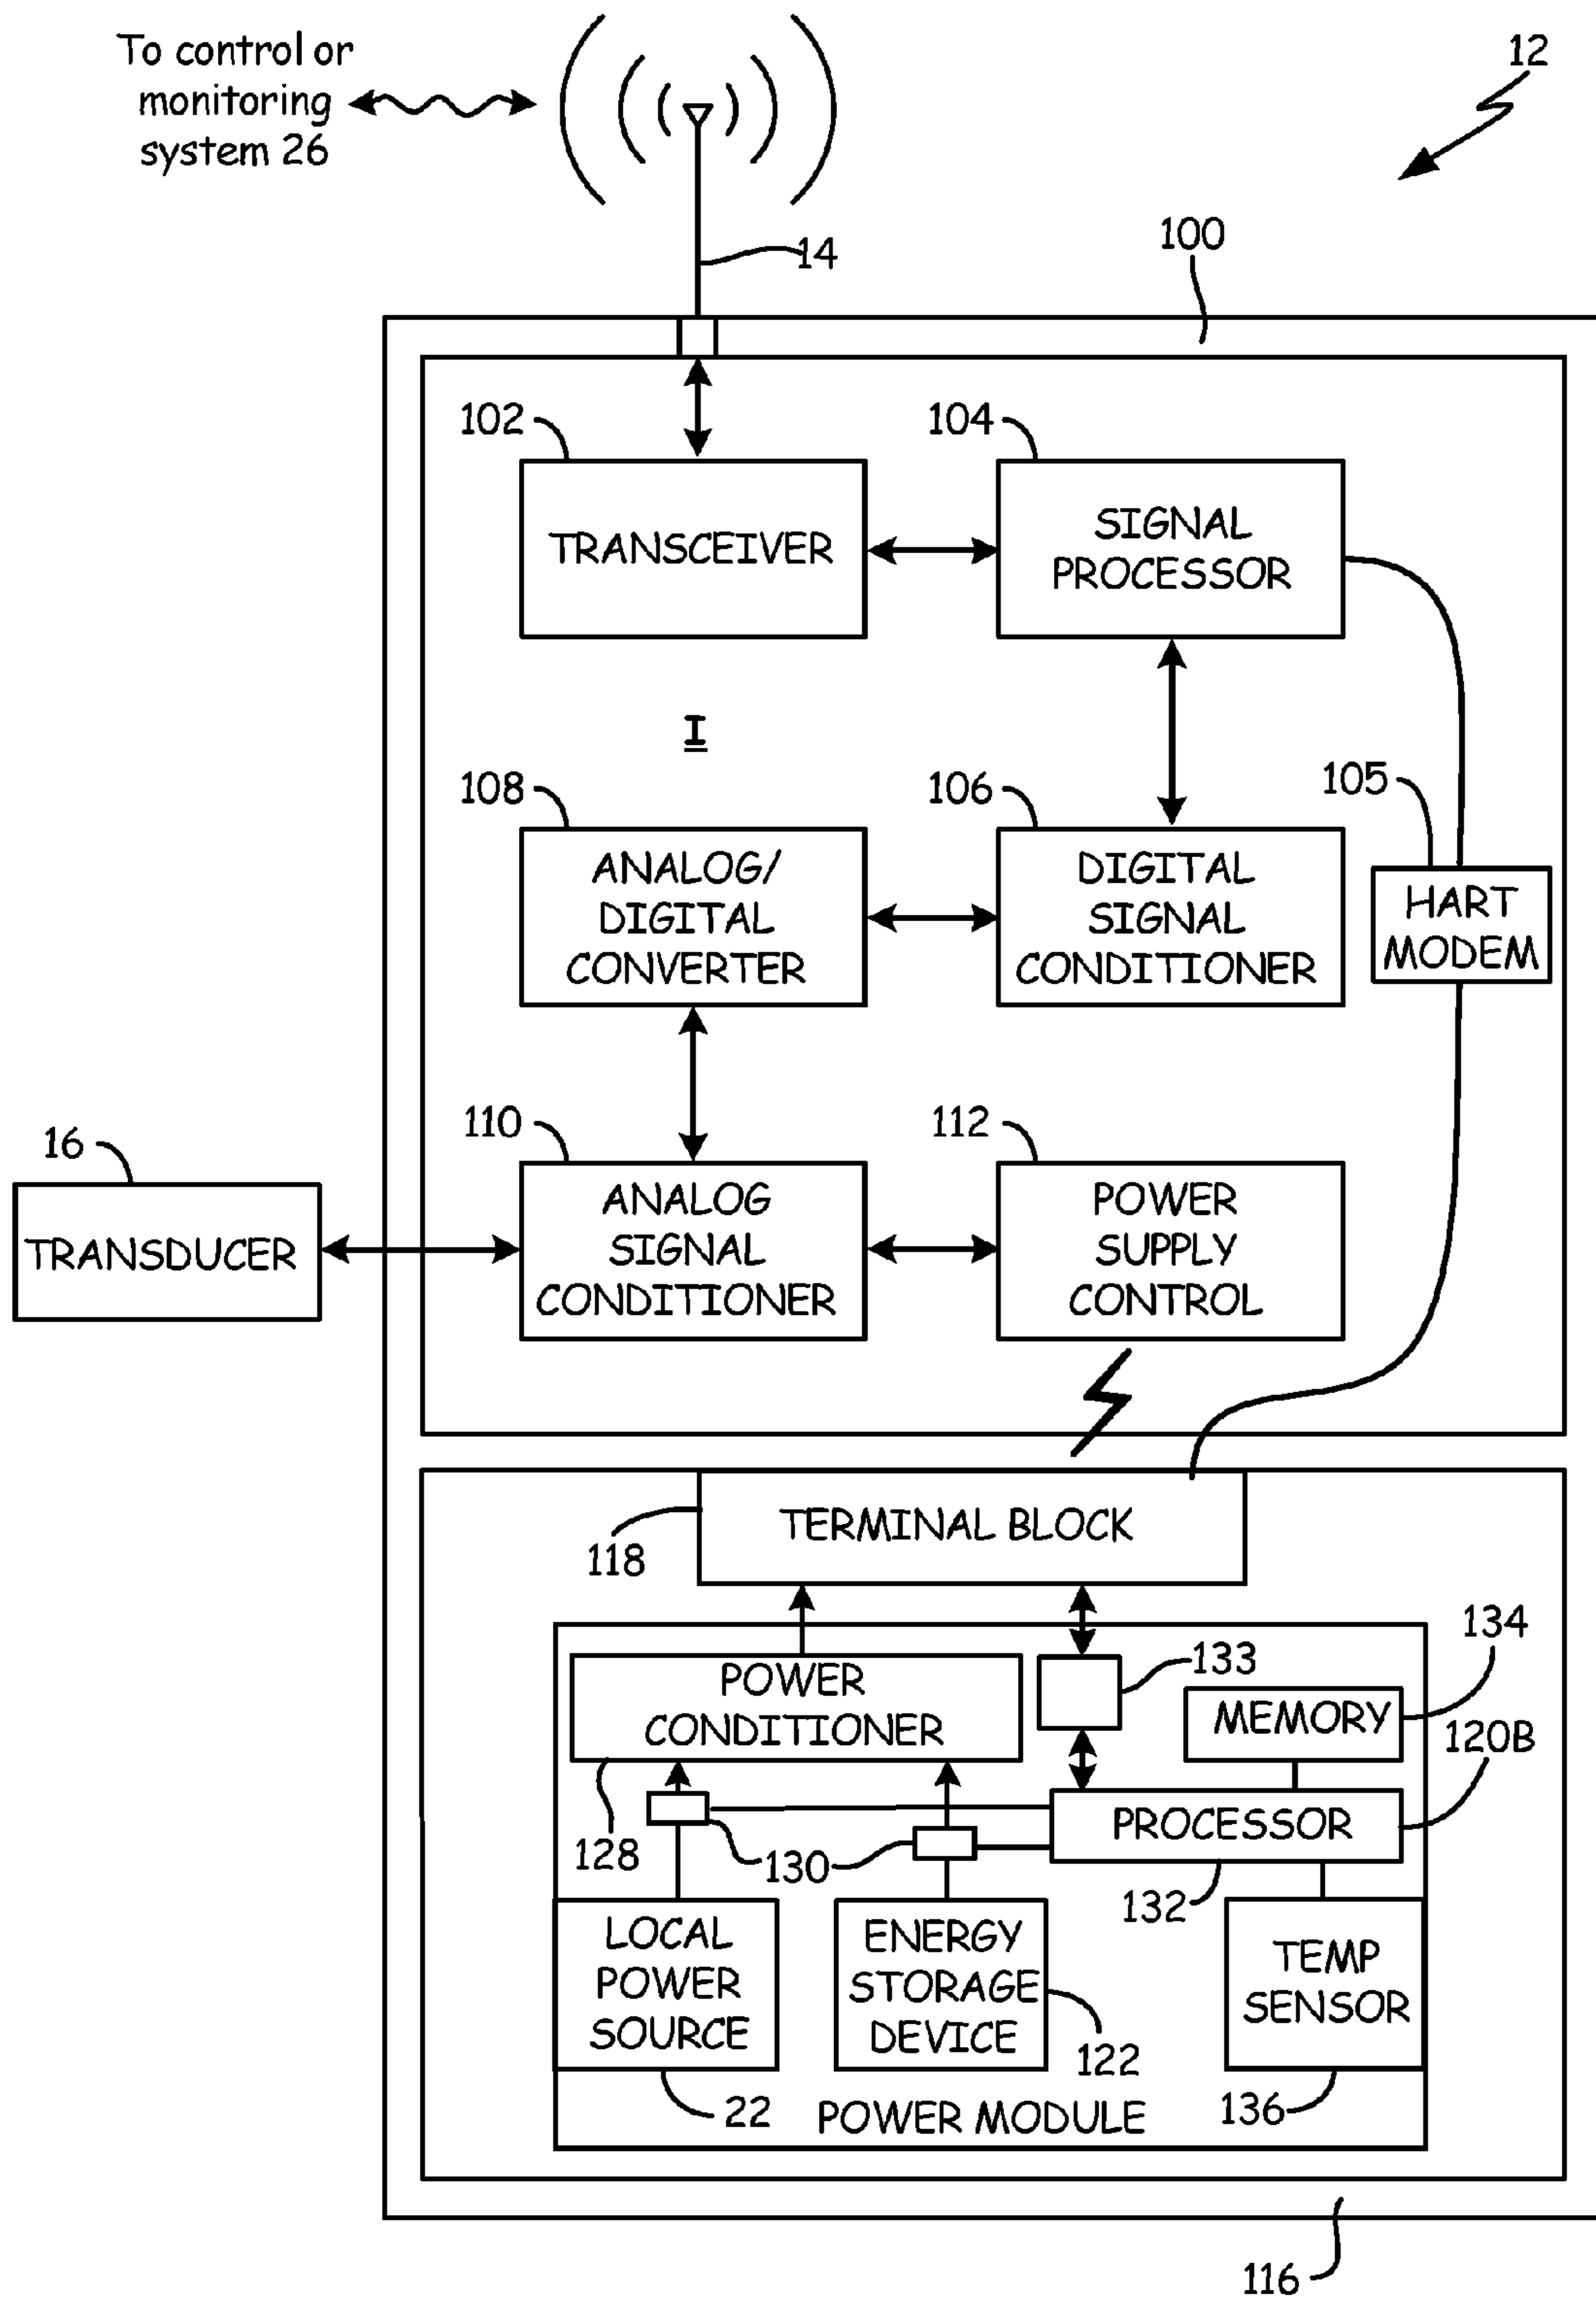 To control or
monitoring
system 26
12
14
100
102
104
TRANSCEIVER
SIGNAL
PROCESSOR
I
108
106
105
ANALOG/
DIGITAL
CONVERTER
DIGITAL
SIGNAL
CONDITIONER
HART
MODEM
16
110
112
TRANSDUCER
ANALOG
SIGNAL
CONDITIONER
POWER
SUPPLY
CONTROL
TERMINAL BLOCK
118
133
134
POWER
CONDITIONER
MEMORY
120B
PROCESSOR
128
130
132
LOCAL
POWER
SOURCE
ENERGY
STORAGE
DEVICE
TEMP
SENSOR
122
22
136
POWER MODULE
116